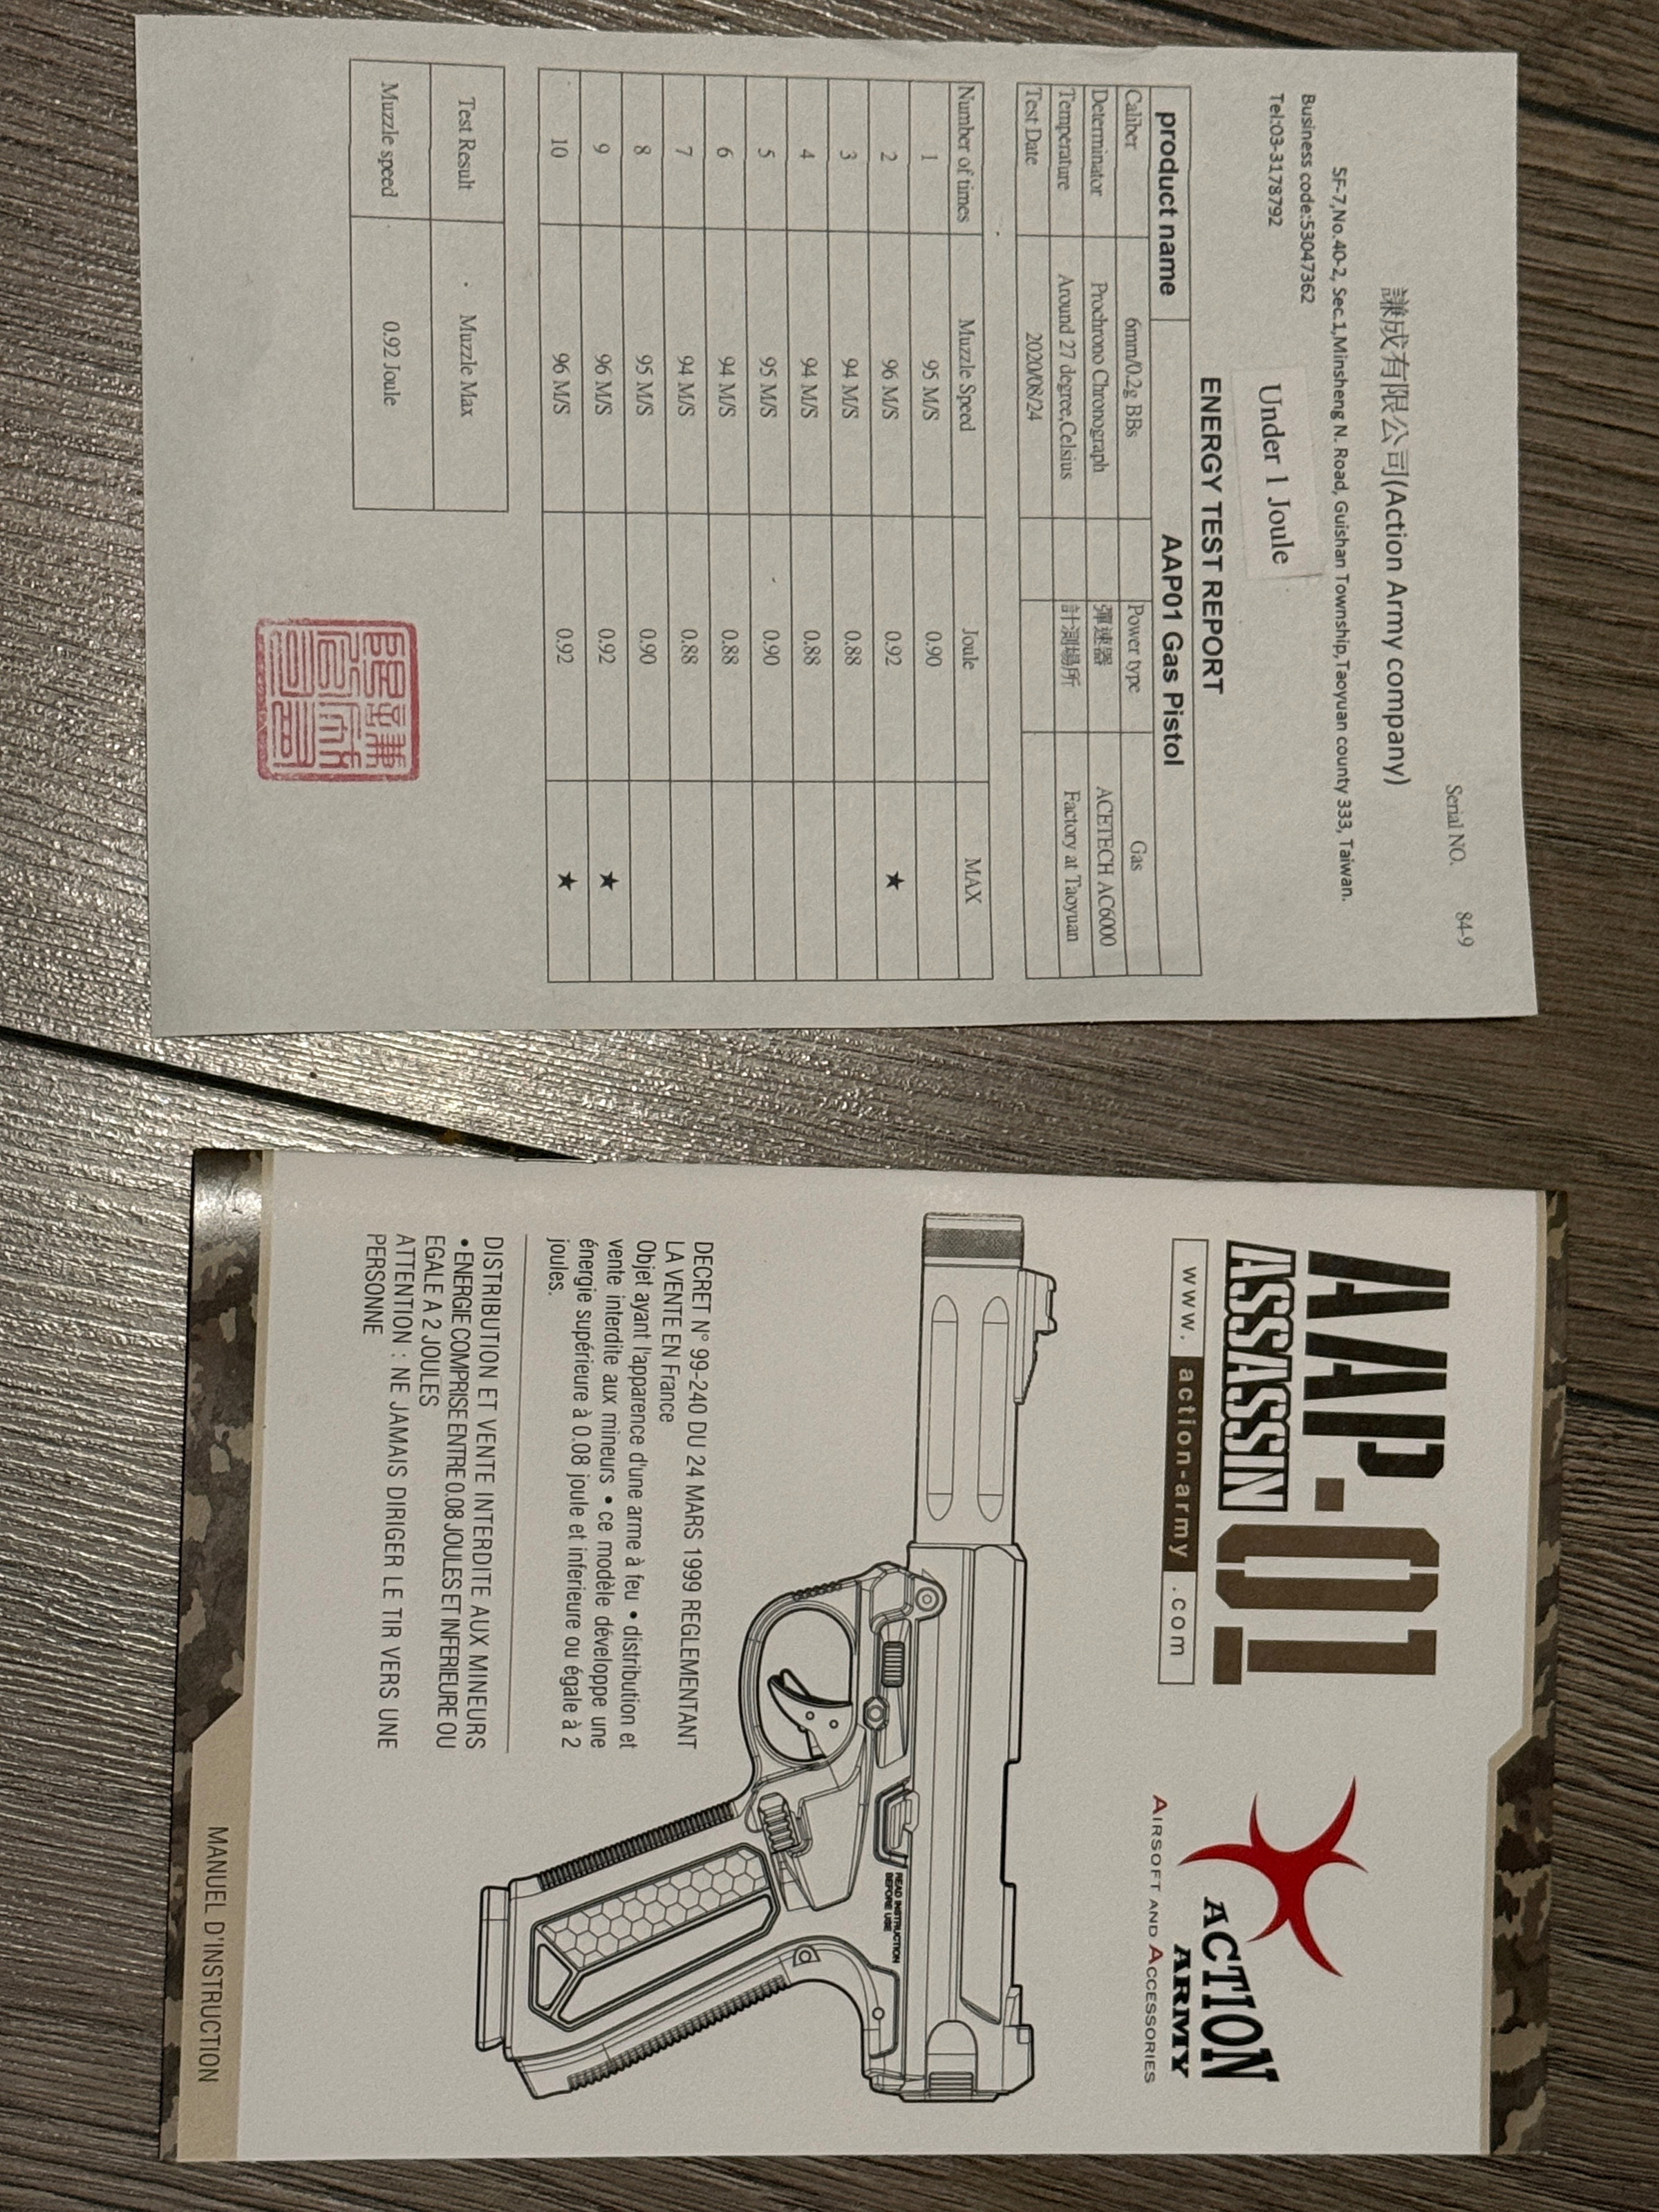 Serial NO. 84-9
謙成有限公司(Action Army company)
5F-7,No.40-2, Sec.1,Minsheng N. Road, Guishan Township,Taoyuan county 333, Taiwan.
Business code:53047362
Tel:03-3178792
Under 1 Joule
ENERGY TEST REPORT
product name AAP01 Gas Pistol
Caliber 6mm/0.2g BBs Power type Gas
Determinator Prochrono Chronograph 彈速器 ACETECH AC6000
Temperature Around 27 degree,Celsius 計測場所 Factory at Taoyuan
Test Date 2020/08/24
Number of times Muzzle Speed Joule MAX
1 95 M/S 0.90
2 96 M/S 0.92 ★
3 94 M/S 0.88
4 94 M/S 0.88
5 95 M/S 0.90
6 94 M/S 0.88
7 94 M/S 0.88
8 95 M/S 0.90
9 96 M/S 0.92 ★
10 96 M/S 0.92 ★
Test Result Muzzle Max
Muzzle speed 0.92 Joule
AAP-01
ASSASSIN
www.action-army.com
ACTION
ARMY
AIRSOFT AND ACCESSORIES
READ INSTRUCTION
BEFORE USE
DECRET N° 99-240 DU 24 MARS 1999 REGLEMENTANT
LA VENTE EN France
Objet ayant l'apparence d'une arme à feu • distribution et
vente interdite aux mineurs • ce modèle développe une
énergie supérieure à 0.08 joule et inferieure ou égale à 2
joules.
DISTRIBUTION ET VENTE INTERDITE AUX MINEURS
• ENERGIE COMPRISE ENTRE 0.08 JOULES ET INFERIEURE OU
EGALE A 2 JOULES
ATTENTION : NE JAMAIS DIRIGER LE TIR VERS UNE
PERSONNE
MANUEL D'INSTRUCTION